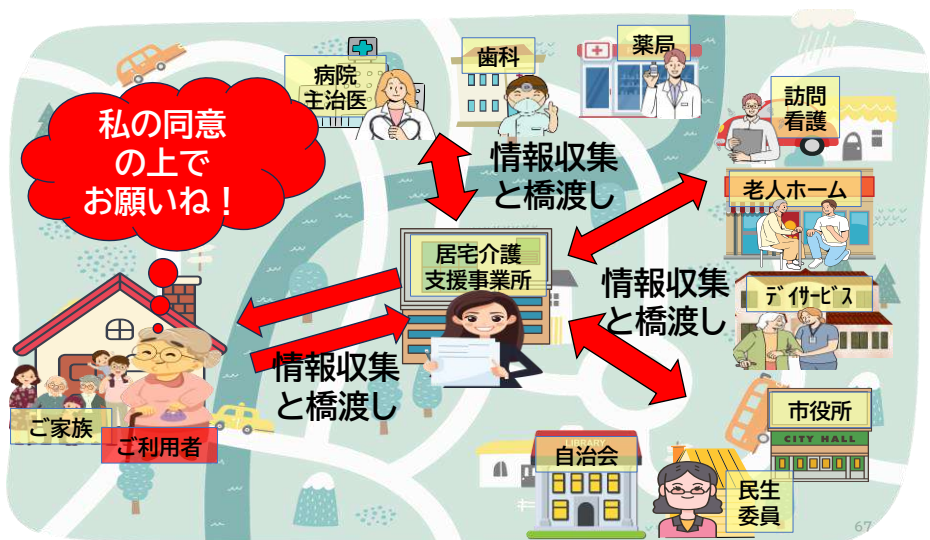 病院
主治医
歯科
薬局
訪問
看護
私の同意
の上で
お願いね！
情報収集
と橋渡し
老人ホーム
居宅介護
支援事業所
情報収集
と橋渡し
デイサービス
情報収集
と橋渡し
ご家族
ご利用者
市役所
CITY HALL
LIBRARY
自治会
民生
委員
67